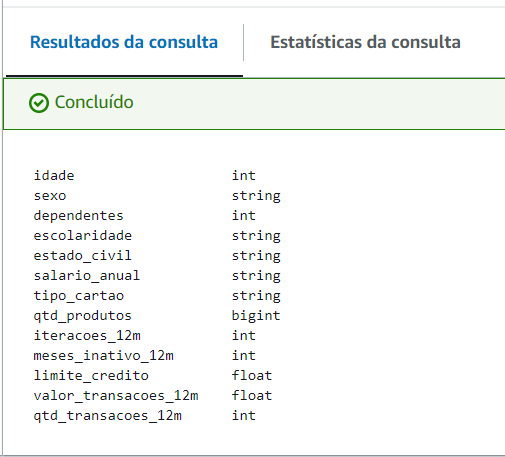 Resultados da consulta Estatísticas da consulta
Concluído
idade int
sexo string
dependentes int
escolaridade string
estado_civil string
salario_anual string
tipo_cartao string
qtd_produtos bigint
iteracoes_12m int
meses_inativo_12m int
limite_credito float
valor_transacoes_12m float
qtd_transacoes_12m int